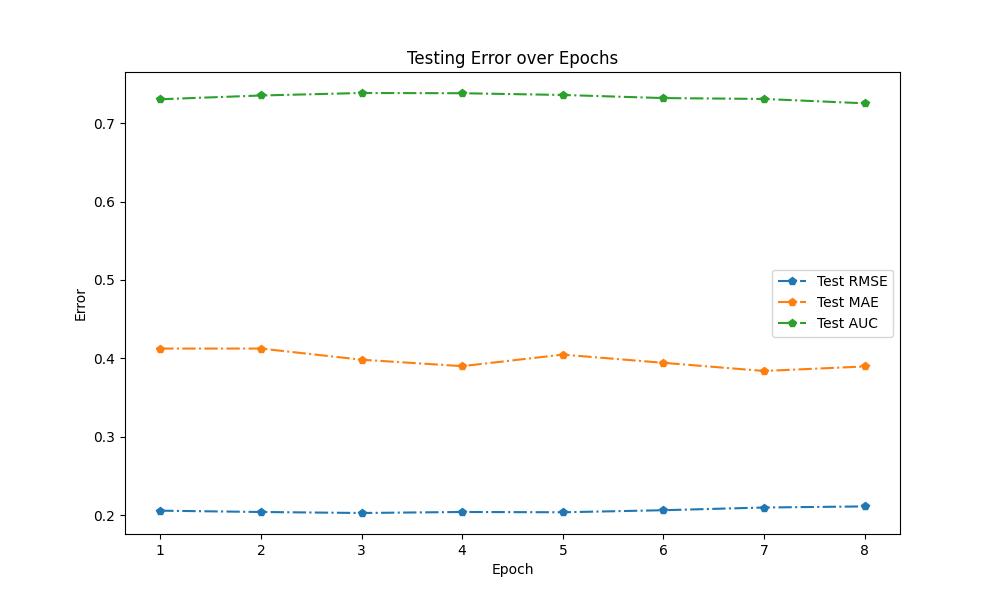 Testing Error over Epochs
Error
0.7
0.6
0.5
0.4
0.3
0.2
Test RMSE
Test MAE
Test AUC
1 2 3 4 5 6 7 8
Epoch